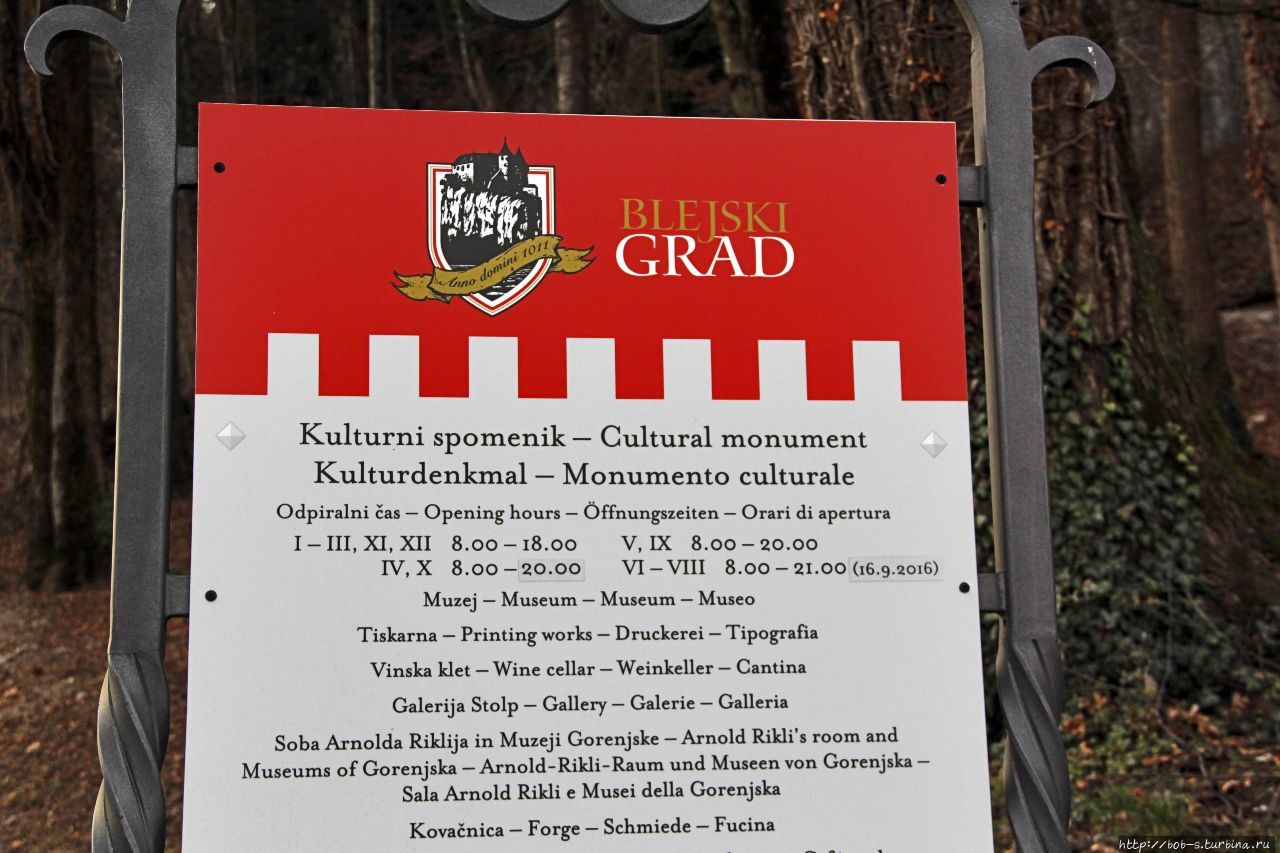 Anno domini 1011
BLEJSKI
GRAD
Kulturni spomenik – Cultural monument
Kulturdenkmal – Monumento culturale
Odpiralni čas – Opening hours – Öffnungszeiten – Orari di apertura
I – III, XI, XII 8.00 – 18.00 V, IX 8.00 – 20.00
IV, X 8.00 – 20.00 VI – VIII 8.00 – 21.00 (16.9.2016)
Muzej – Museum – Museum – Museo
Tiskarna – Printing works – Druckerei – Tipografia
Vinska klet – Wine cellar – Weinkeller – Cantina
Galerija Stolp – Gallery – Galerie – Galleria
Soba Arnolda Riklija in Muzeji Gorenjske – Arnold Rikli's room and
Museums of Gorenjska – Arnold-Rikli-Raum und Museen von Gorenjska –
Sala Arnold Rikli e Musei della Gorenjska
Kovačnica – Forge – Schmiede – Fucina
http://bob-s.turbina.ru